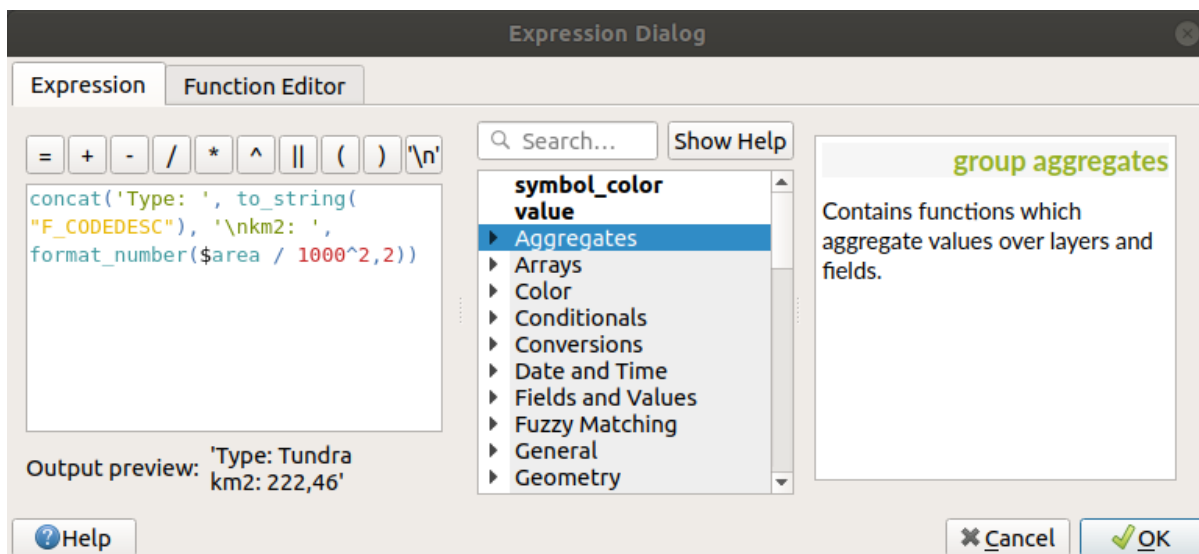 Expression Dialog
Expression Function Editor
= + - / * ^ || ( ) '\n'
concat('Type: ', to_string(
"F_CODEDESC"), '\nkm2: ',
format_number($area / 1000^2,2))
Output preview: 'Type: Tundra
km2: 222,46'
Search... Show Help
symbol_color
value
Aggregates
Arrays
Color
Conditionals
Conversions
Date and Time
Fields and Values
Fuzzy Matching
General
Geometry
group aggregates
Contains functions which
aggregate values over layers and
fields.
Help Cancel OK